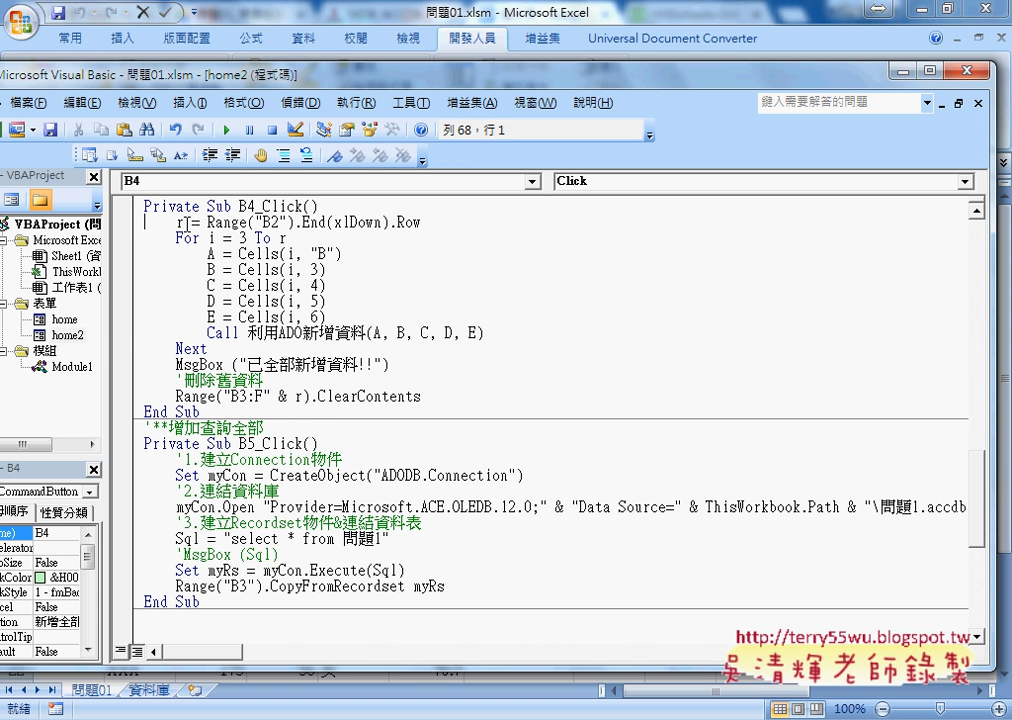 問題01.xlsm - Microsoft Excel
常用 插入 版面配置 公式 資料 校閱 檢視 開發人員 增益集 Universal Document Converter
Microsoft Visual Basic - 問題01.xlsm - [home2 (程式碼)]
檔案(F) 編輯(E) 檢視(V) 插入(I) 格式(O) 偵錯(D) 執行(R) 工具(T) 增益集(A) 視窗(W) 說明(H) 鍵入需要解答的問題
列 68，行 1
- VBAProject
B4 Click
VBAProject (問
Microsoft Exce
Sheet1 (資
ThisWorkl
工作表1 (
表單
home
home2
模組
Module1
- B4
CommandButton
性質分類
B4
False
&H00
1 - fmBac
False
新增全部
False
Private Sub B4_Click()
r = Range("B2").End(xlDown).Row
For i = 3 To r
A = Cells(i, "B")
B = Cells(i, 3)
C = Cells(i, 4)
D = Cells(i, 5)
E = Cells(i, 6)
Call 利用ADO新增資料(A, B, C, D, E)
Next
MsgBox ("已全部新增資料!!")
'刪除舊資料
Range("B3:F" & r).ClearContents
End Sub
'**增加查詢全部
Private Sub B5_Click()
'1.建立Connection物件
Set myCon = CreateObject("ADODB.Connection")
'2.連結資料庫
myCon.Open "Provider=Microsoft.ACE.OLEDB.12.0;" & "Data Source=" & ThisWorkbook.Path & "\問題1.accdb
'3.建立Recordset物件&連結資料表
Sql = "select * from 問題1"
'MsgBox (Sql)
Set myRs = myCon.Execute(Sql)
Range("B3").CopyFromRecordset myRs
End Sub
http://terry55wu.blogspot.tw
吳清輝老師錄製
問題01 資料庫
就緒 100%